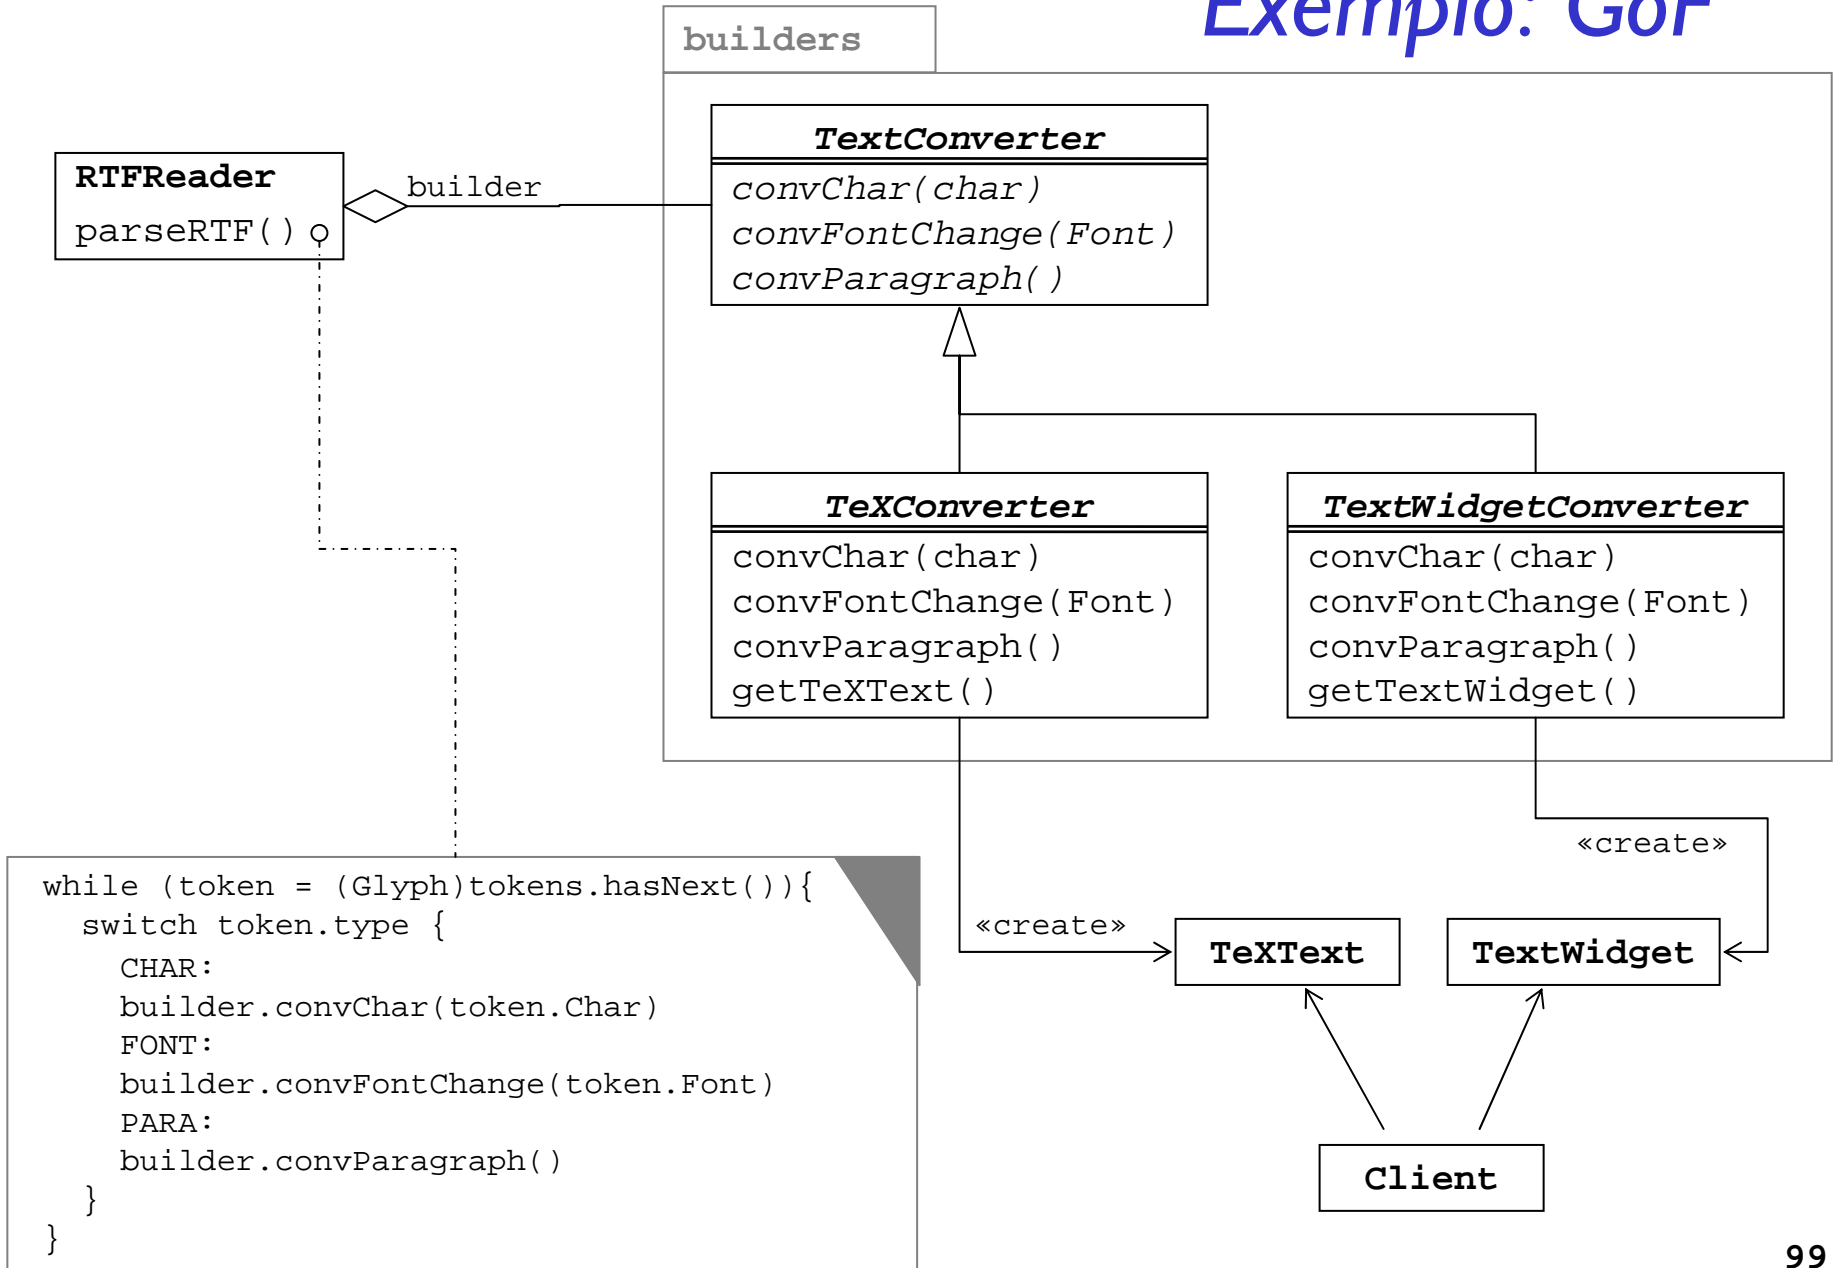 Exemplo: GoF
builders
TextConverter
convChar(char)
convFontChange(Font)
convParagraph()
RTFReader
parseRTF()
builder
TeXConverter
convChar(char)
convFontChange(Font)
convParagraph()
getTeXText()
TextWidgetConverter
convChar(char)
convFontChange(Font)
convParagraph()
getTextWidget()
«create»
«create»
TeXText
TextWidget
Client
while (token = (Glyph)tokens.hasNext()){
switch token.type {
CHAR:
builder.convChar(token.Char)
FONT:
builder.convFontChange(token.Font)
PARA:
builder.convParagraph()
}
}
99